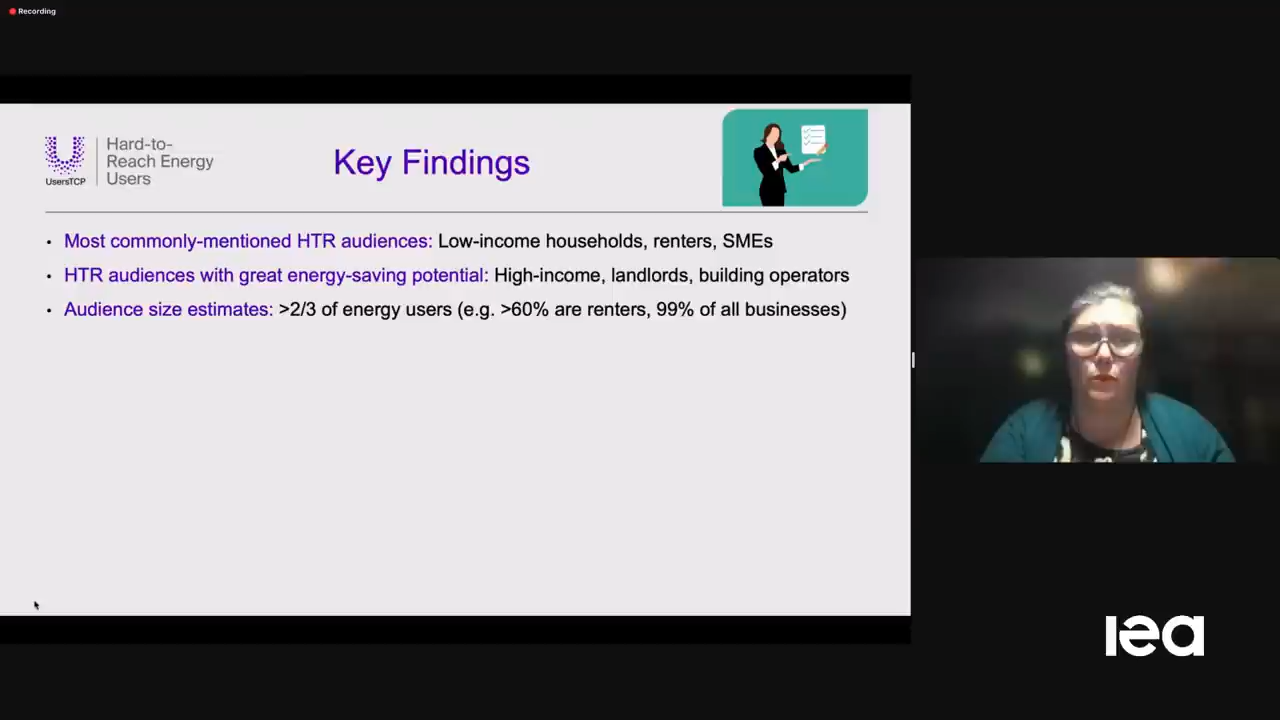 Recording
UsersTCP
Hard-to-
Reach Energy
Users
Key Findings
• Most commonly-mentioned HTR audiences: Low-income households, renters, SMEs
• HTR audiences with great energy-saving potential: High-income, landlords, building operators
• Audience size estimates: >2/3 of energy users (e.g. >60% are renters, 99% of all businesses)
iea